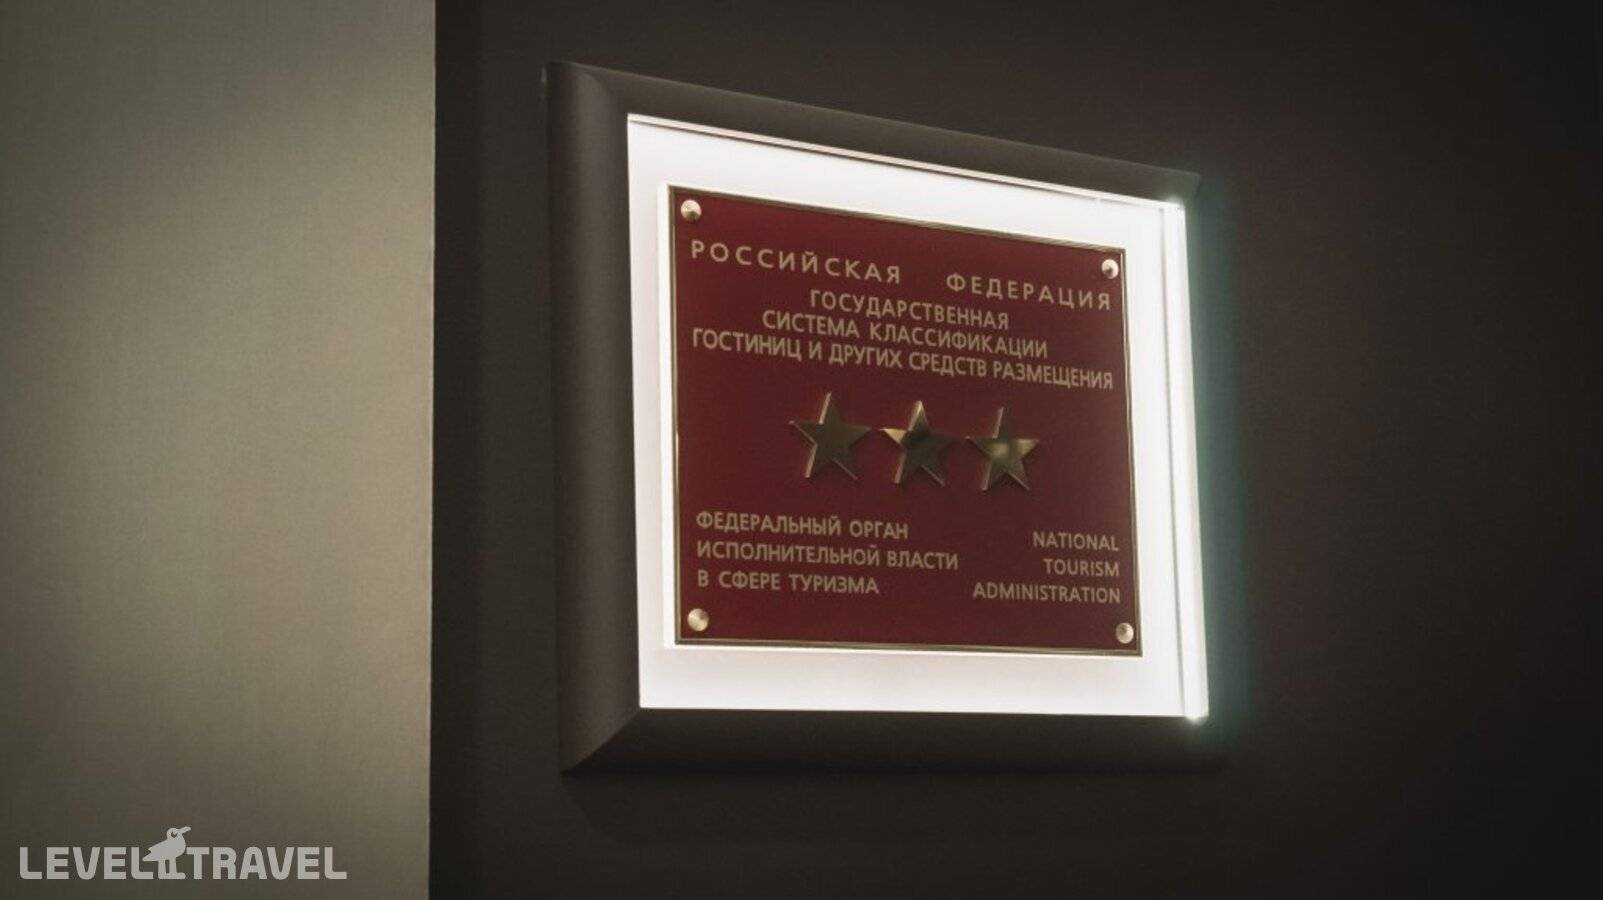 РОССИЙСКАЯ ФЕДЕРАЦИЯ
ГОСУДАРСТВЕННАЯ
СИСТЕМА КЛАССИФИКАЦИИ
ГОСТИНИЦ И ДРУГИХ СРЕДСТВ РАЗМЕЩЕНИЯ
ФЕДЕРАЛЬНЫЙ ОРГАН
ИСПОЛНИТЕЛЬНОЙ ВЛАСТИ
В СФЕРЕ ТУРИЗМА
NATIONAL
TOURISM
ADMINISTRATION
LEVEL TRAVEL